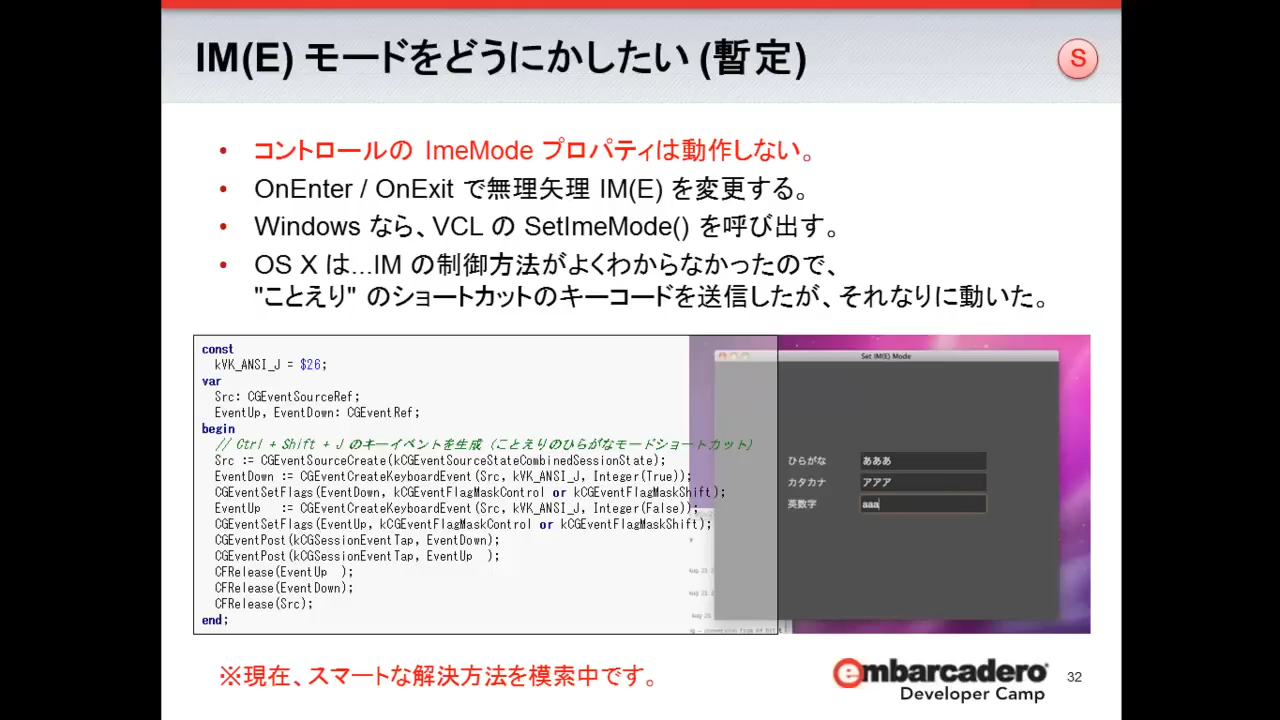 IM(E) モードをどうにかしたい (暫定)
S
• コントロールの ImeMode プロパティは動作しない。
• OnEnter / OnExit で無理矢理 IM(E) を変更する。
• Windows なら、VCL の SetImeMode() を呼び出す。
• OS X は...IM の制御方法がよくわからなかったので、
"ことえり" のショートカットのキーコードを送信したが、それなりに動いた。
const
kVK_ANSI_J = $26;
var
Src: CGEventSourceRef;
EventUp, EventDown: CGEventRef;
begin
// Ctrl + Shift + J のキーイベントを生成 (ことえりのひらがなモードショートカット)
Src := CGEventSourceCreate(kCGEventSourceStateCombinedSessionState);
EventDown := CGEventCreateKeyboardEvent(Src, kVK_ANSI_J, Integer(True));
CGEventSetFlags(EventDown, kCGEventFlagMaskControl or kCGEventFlagMaskShift);
EventUp   := CGEventCreateKeyboardEvent(Src, kVK_ANSI_J, Integer(False));
CGEventSetFlags(EventUp, kCGEventFlagMaskControl or kCGEventFlagMaskShift);
CGEventPost(kCGSessionEventTap, EventDown);
CGEventPost(kCGSessionEventTap, EventUp  );
CFRelease(EventUp  );
CFRelease(EventDown);
CFRelease(Src);
end;
Set IM(E) Mode
ひらがな あああ
カタカナ アアア
英数字 aaa
※現在、スマートな解決方法を模索中です。
embarcadero
Developer Camp
32